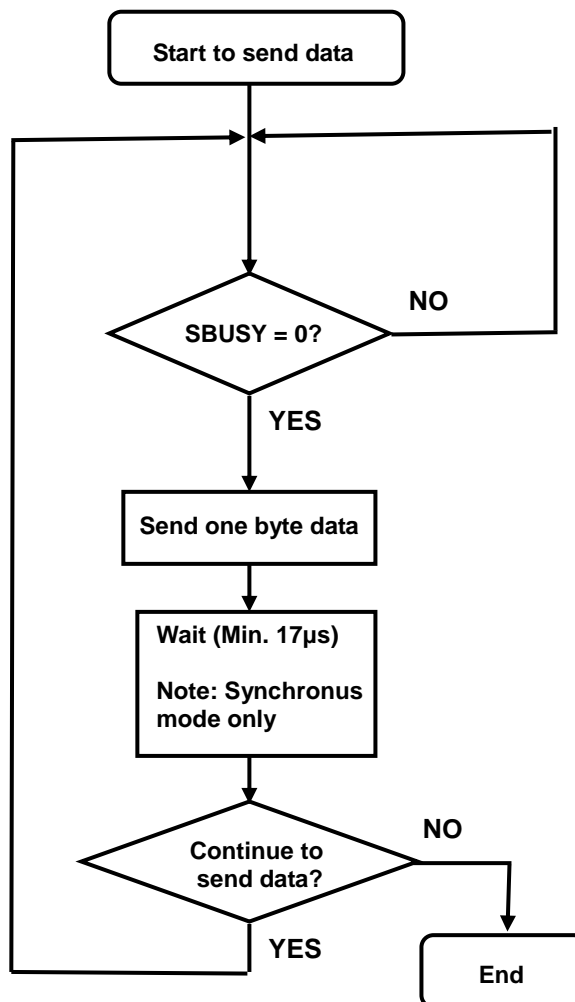 Start to send data
NO
SBUSY = 0?
YES
Send one byte data
Wait (Min. 17µs)
Note: Synchronus
mode only
NO
Continue to
send data?
YES
End